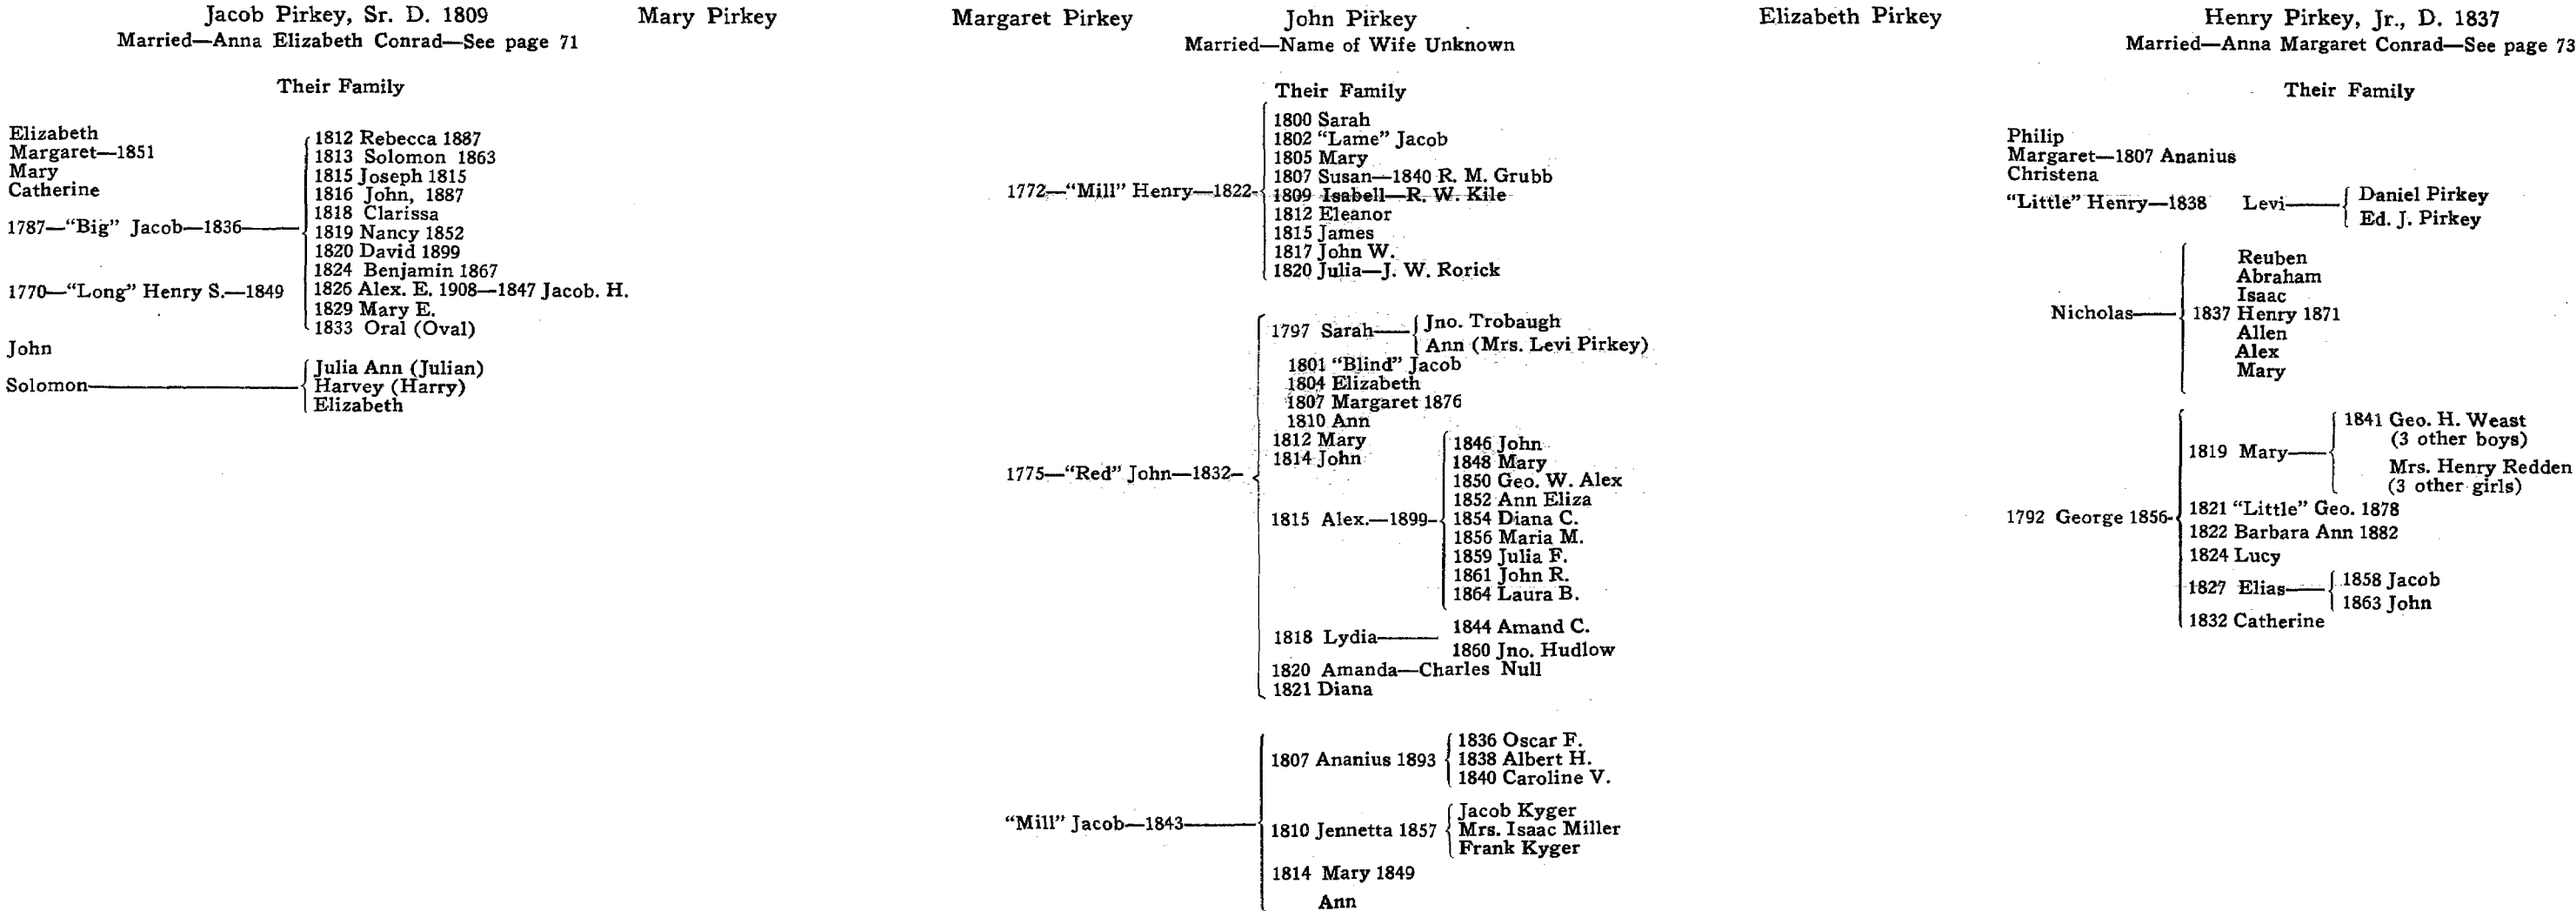 Jacob Pirkey, Sr. D. 1809
Married—Anna Elizabeth Conrad—See page 71
Their Family
Elizabeth
Margaret—1851
Mary
Catherine
1787—“Big” Jacob—1836—
1770—“Long” Henry S.—1849
1812 Rebecca 1887
1813 Solomon 1863
1815 Joseph 1815
1816 John, 1887
1818 Clarissa
1819 Nancy 1852
1820 David 1899
1824 Benjamin 1867
1826 Alex. E. 1908—1847 Jacob. H.
1829 Mary E.
1833 Oral (Oval)
John
Solomon—
Julia Ann (Julian)
Harvey (Harry)
Elizabeth
Mary Pirkey
Margaret Pirkey
John Pirkey
Married—Name of Wife Unknown
Their Family
1772—“Mill” Henry—1822-
1800 Sarah
1802 “Lame” Jacob
1805 Mary
1807 Susan—1840 R. M. Grubb
1809 Isabell—R. W. Kile
1812 Eleanor
1815 James
1817 John W.
1820 Julia—J. W. Rorick
1775—“Red” John—1832-
1797 Sarah—
Jno. Trobaugh
Ann (Mrs. Levi Pirkey)
1801 “Blind” Jacob
1804 Elizabeth
1807 Margaret 1876
1810 Ann
1812 Mary
1814 John
1815 Alex.—1899-
1846 John
1848 Mary
1850 Geo. W. Alex
1852 Ann Eliza
1854 Diana C.
1856 Maria M.
1859 Julia F.
1861 John R.
1864 Laura B.
1818 Lydia—
1844 Amand C.
1860 Jno. Hudlow
1820 Amanda—Charles Null
1821 Diana
“Mill” Jacob—1843—
1807 Ananius 1893
1836 Oscar F.
1838 Albert H.
1840 Caroline V.
1810 Jennetta 1857
Jacob Kyger
Mrs. Isaac Miller
Frank Kyger
1814 Mary 1849
Ann
Elizabeth Pirkey
Henry Pirkey, Jr., D. 1837
Married—Anna Margaret Conrad—See page 73
Their Family
Philip
Margaret—1807 Ananius
Christena
“Little” Henry—1838 Levi—
Daniel Pirkey
Ed. J. Pirkey
Nicholas—
Reuben
Abraham
Isaac
1837 Henry 1871
Allen
Alex
Mary
1792 George 1856-
1819 Mary—
1841 Geo. H. Weast
(3 other boys)
Mrs. Henry Redden
(3 other girls)
1821 “Little” Geo. 1878
1822 Barbara Ann 1882
1824 Lucy
1827 Elias—
1858 Jacob
1863 John
1832 Catherine